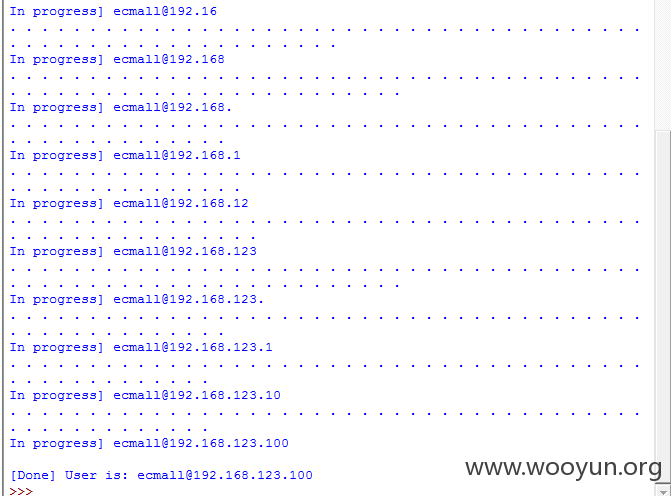 In progress] ecmall@192.16
. . . . . . . . . . . . . . . . . . . . . . . . . . . . . . . . . . . . . . . .
. . . . . . . . . . . . . . . . . . . . .
In progress] ecmall@192.168
. . . . . . . . . . . . . . . . . . . . . . . . . . . . . . . . . . . . . . . .
. . . . . . . . . . . . . . . . . . . . . . . . .
In progress] ecmall@192.168.
. . . . . . . . . . . . . . . . . . . . . . . . . . . . . . . . . . . . . . . .
. . . . . . . . . . . . . .
In progress] ecmall@192.168.1
. . . . . . . . . . . . . . . . . . . . . . . . . . . . . . . . . . . . . . . .
. . . . . . . . . . . . . . .
In progress] ecmall@192.168.12
. . . . . . . . . . . . . . . . . . . . . . . . . . . . . . . . . . . . . . . .
. . . . . . . . . . . . . . . .
In progress] ecmall@192.168.123
. . . . . . . . . . . . . . . . . . . . . . . . . . . . . . . . . . . . . . . .
. . . . . . . . . . . . . . . . . . . . . . . . .
In progress] ecmall@192.168.123.
. . . . . . . . . . . . . . . . . . . . . . . . . . . . . . . . . . . . . . . .
. . . . . . . . . . . . . .
In progress] ecmall@192.168.123.1
. . . . . . . . . . . . . . . . . . . . . . . . . . . . . . . . . . . . . . . .
. . . . . . . . . . . . .
In progress] ecmall@192.168.123.10
. . . . . . . . . . . . . . . . . . . . . . . . . . . . . . . . . . . . . . . .
. . . . . . . . . . . . .
In progress] ecmall@192.168.123.100
[Done] User is: ecmall@192.168.123.100
www.wooyun.org
>>>